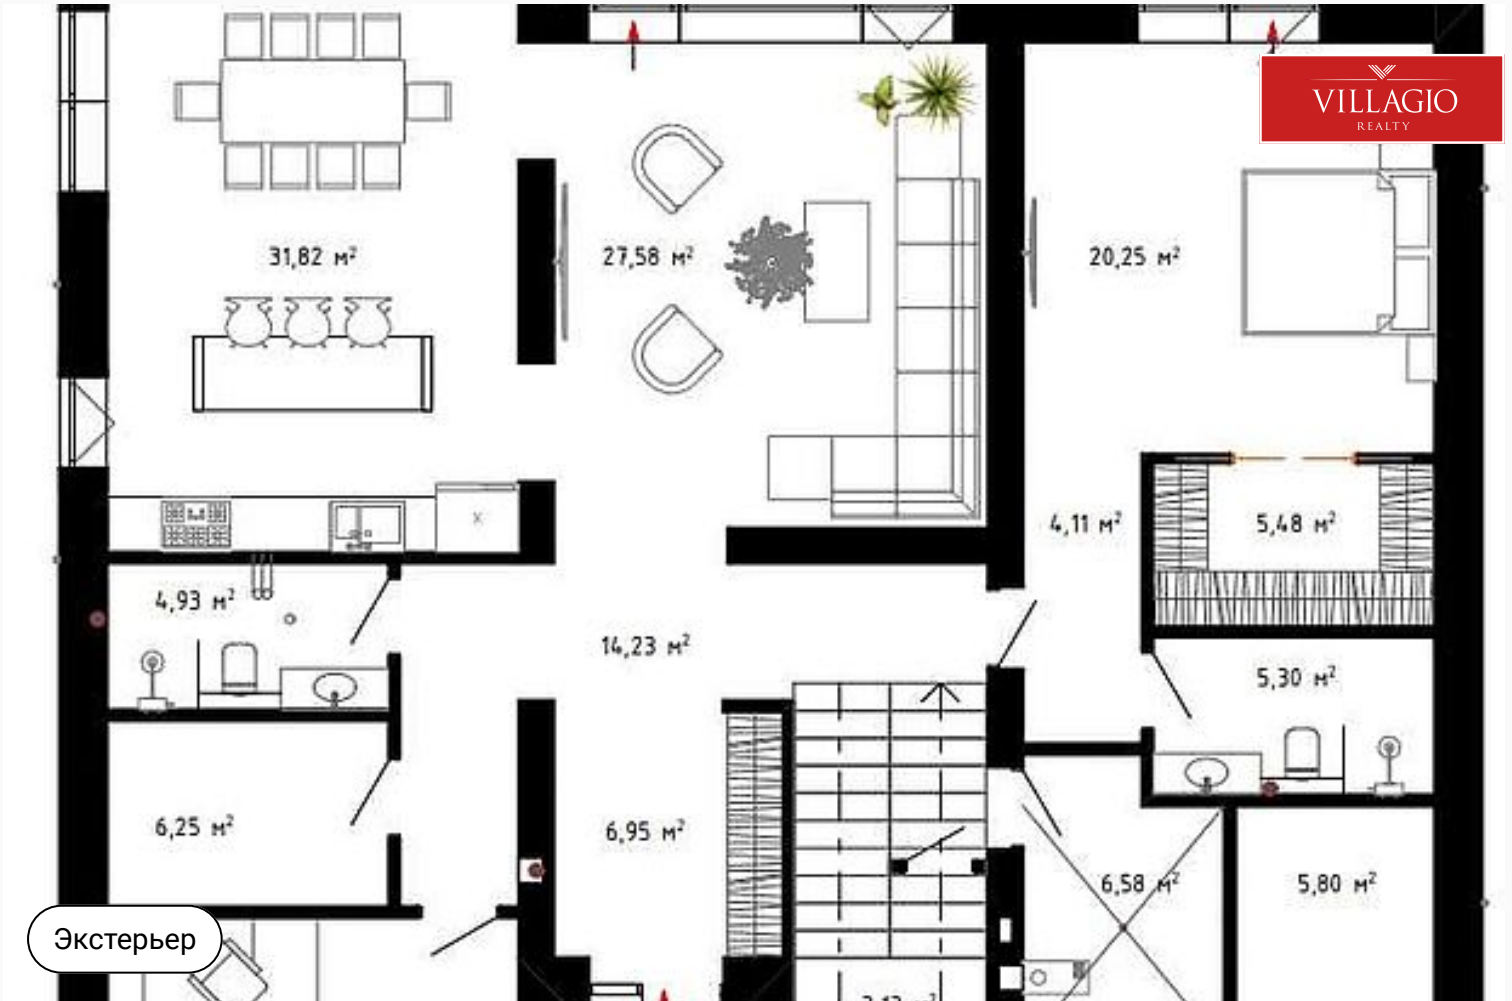 VILLAGIO
REALTY
31,82 м²
27,58 м²
20,25 м²
X
4,11 м²
5,48 м²
4,93 м²
14,23 м²
5,30 м²
6,25 м²
6,95 м²
6,58 м²
5,80 м²
Экстерьер